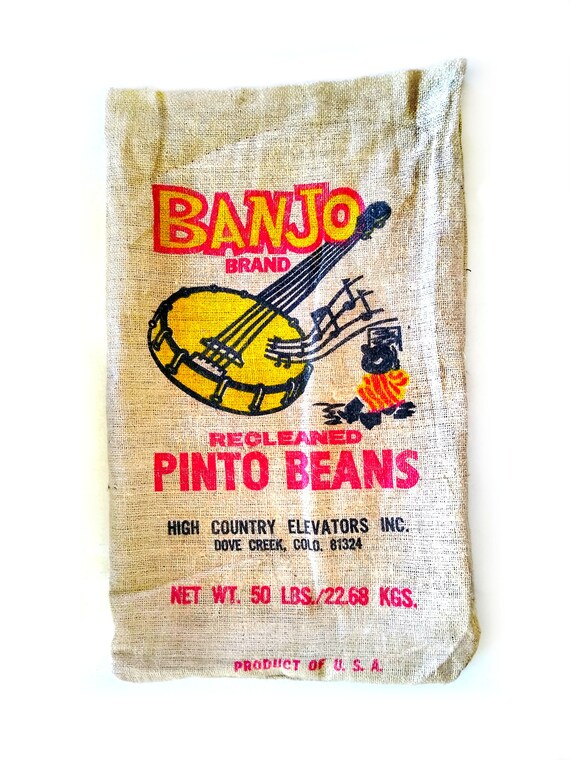 BANJO
BRAND
RECLEANED
PINTO BEANS
HIGH COUNTRY ELEVATORS INC.
DOVE CREEK, COLO. 81324
NET WT. 50 LBS./22.68 KGS.
PRODUCT OF U. S. A.